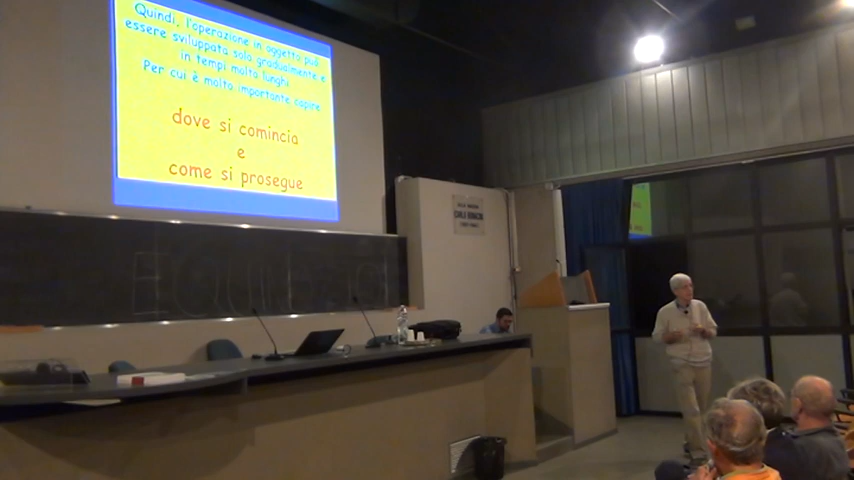 Quindi, l'operazione in oggetto può
essere sviluppata solo gradualmente e
in tempi molto lunghi
Per cui è molto importante capire
dove si comincia
e
come si prosegue